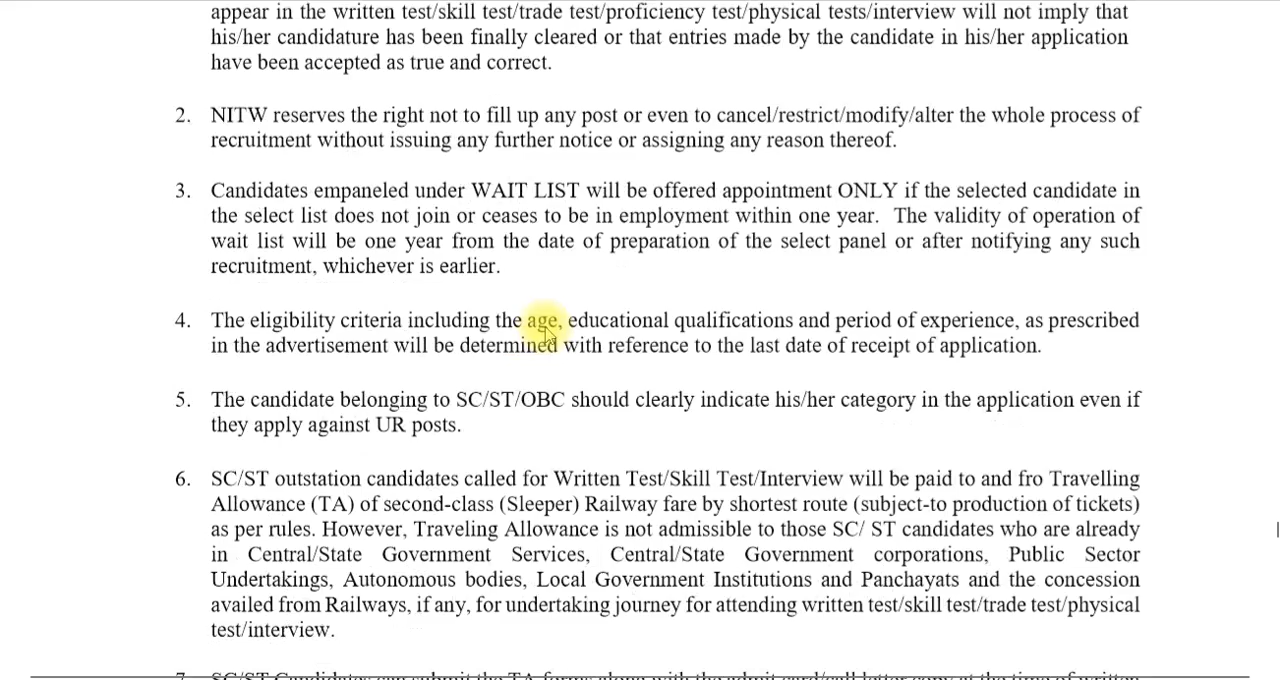 appear in the written test/skill test/trade test/proficiency test/physical tests/interview will not imply that
his/her candidature has been finally cleared or that entries made by the candidate in his/her application
have been accepted as true and correct.
2. NITW reserves the right not to fill up any post or even to cancel/restrict/modify/alter the whole process of
recruitment without issuing any further notice or assigning any reason thereof.
3. Candidates empaneled under WAIT LIST will be offered appointment ONLY if the selected candidate in
the select list does not join or ceases to be in employment within one year. The validity of operation of
wait list will be one year from the date of preparation of the select panel or after notifying any such
recruitment, whichever is earlier.
4. The eligibility criteria including the age, educational qualifications and period of experience, as prescribed
in the advertisement will be determined with reference to the last date of receipt of application.
5. The candidate belonging to SC/ST/OBC should clearly indicate his/her category in the application even if
they apply against UR posts.
6. SC/ST outstation candidates called for Written Test/Skill Test/Interview will be paid to and fro Travelling
Allowance (TA) of second-class (Sleeper) Railway fare by shortest route (subject-to production of tickets)
as per rules. However, Traveling Allowance is not admissible to those SC/ ST candidates who are already
in Central/State Government Services, Central/State Government corporations, Public Sector
Undertakings, Autonomous bodies, Local Government Institutions and Panchayats and the concession
availed from Railways, if any, for undertaking journey for attending written test/skill test/trade test/physical
test/interview.